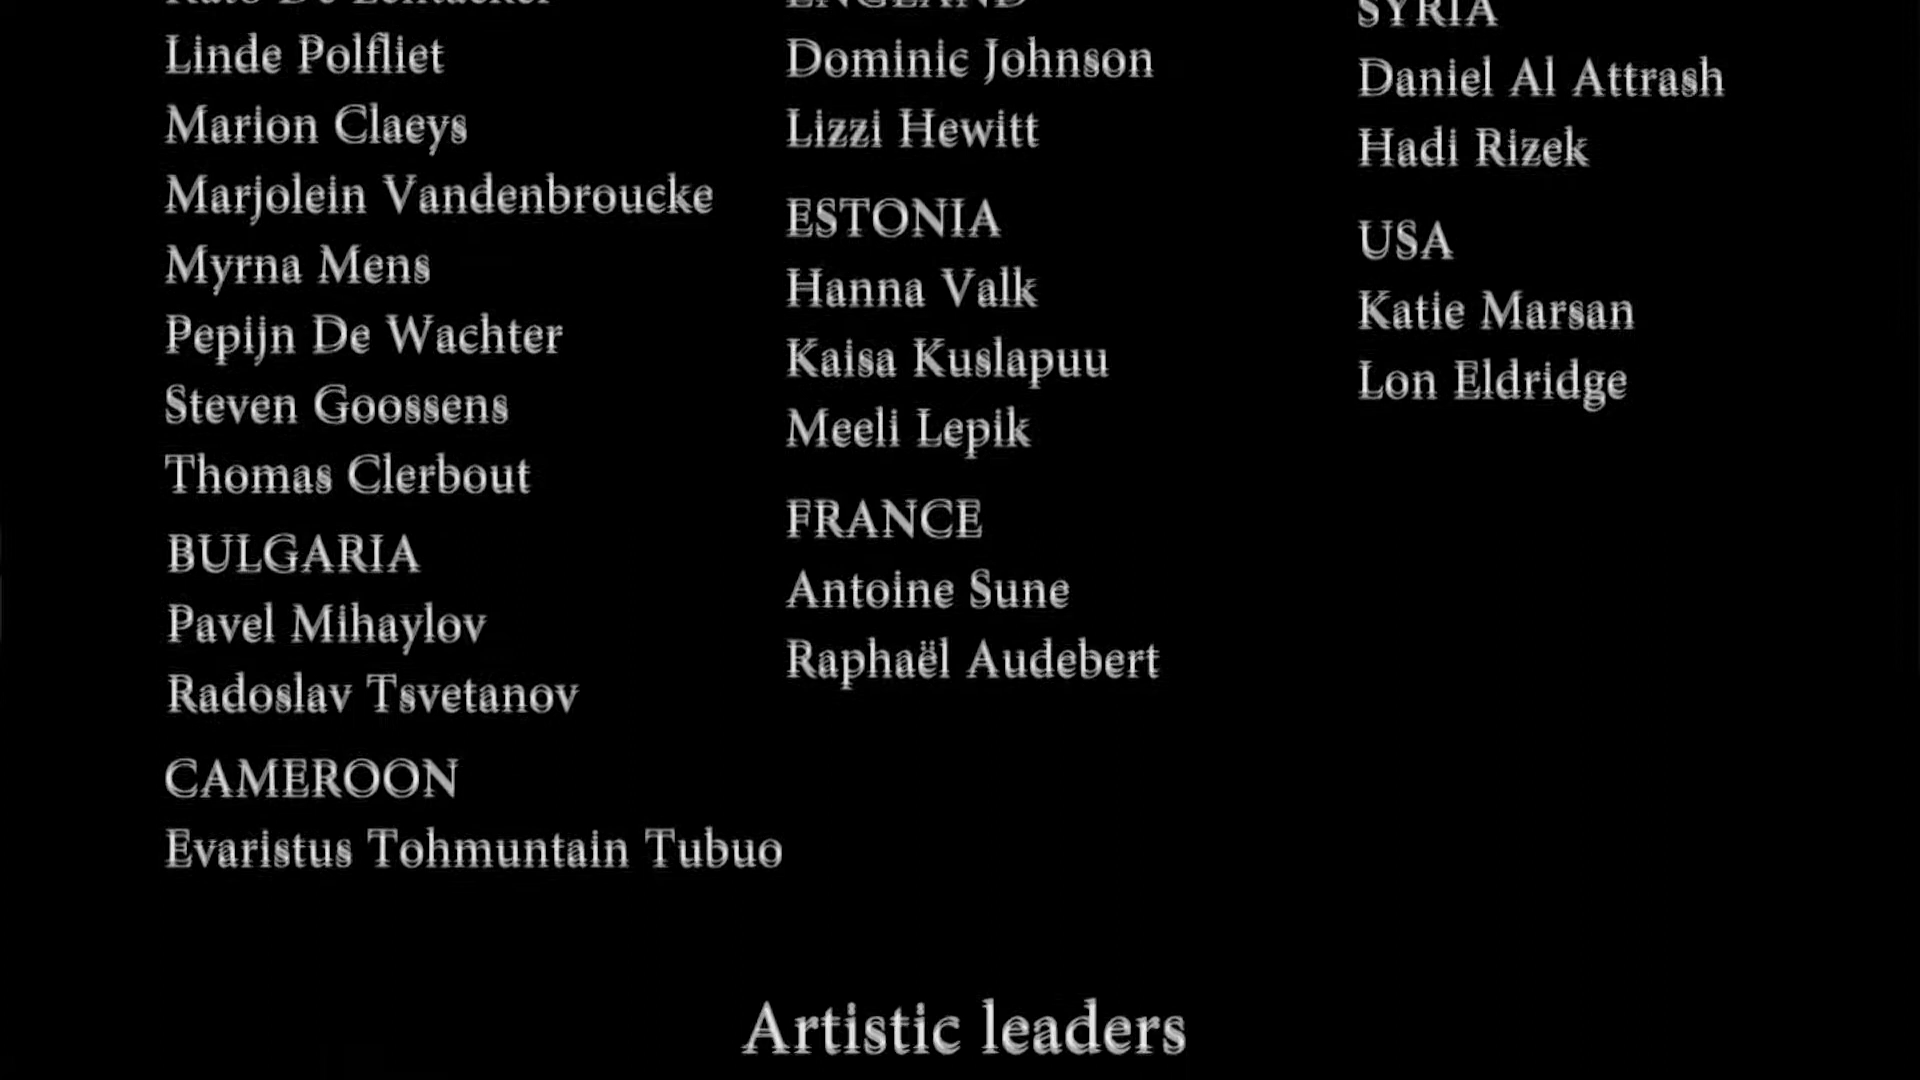 Linde Polfliet
Marion Claeys
Marjolein Vandenbroucke
Myrna Mens
Pepijn De Wachter
Steven Goossens
Thomas Clerbout
BULGARIA
Pavel Mihaylov
Radoslav Tsvetanov
CAMEROON
Evaristus Tohmuntain Tubuo
ENGLAND
Dominic Johnson
Lizzi Hewitt
ESTONIA
Hanna Valk
Kaisa Kuslapuu
Meeli Lepik
FRANCE
Antoine Sune
Raphaël Audebert
SYRIA
Daniel Al Attrash
Hadi Rizek
USA
Katie Marsan
Lon Eldridge
Artistic leaders